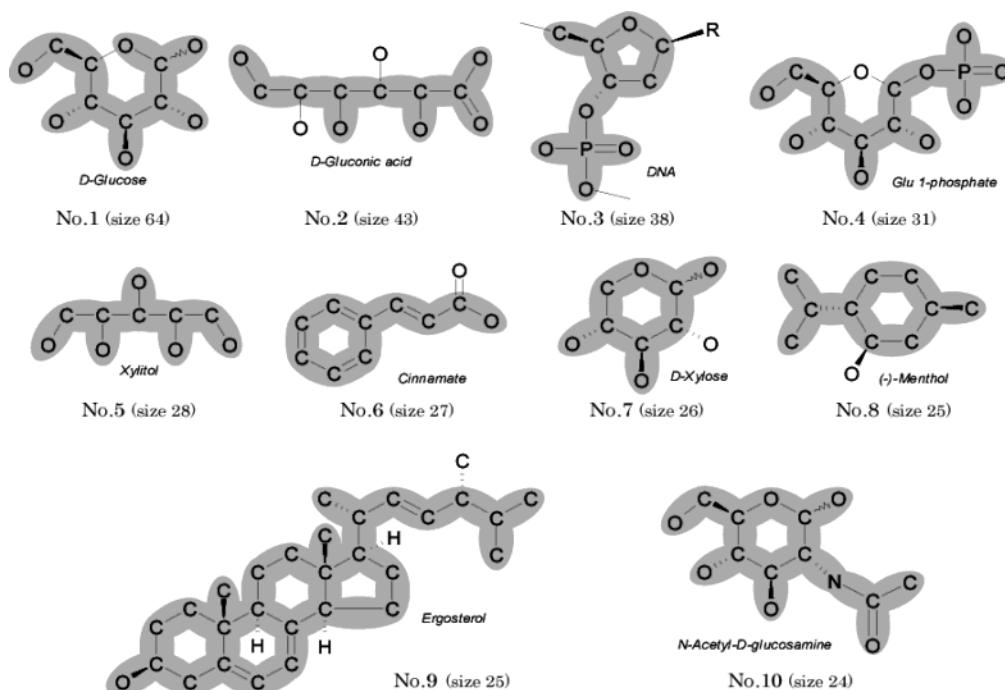 D-Glucose
No.1 (size 64)
D-Gluconic acid
No.2 (size 43)
R
DNA
No.3 (size 38)
Glu 1-phosphate
No.4 (size 31)
Xylitol
No.5 (size 28)
Cinnamate
No.6 (size 27)
D-Xylose
No.7 (size 26)
(-)-Menthol
No.8 (size 25)
Ergosterol
No.9 (size 25)
N-Acetyl-D-glucosamine
No.10 (size 24)